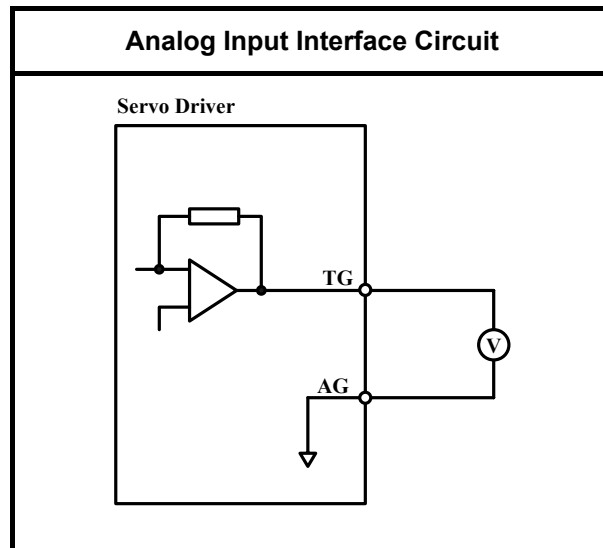 Analog Input Interface Circuit
Servo Driver
TG
V
AG